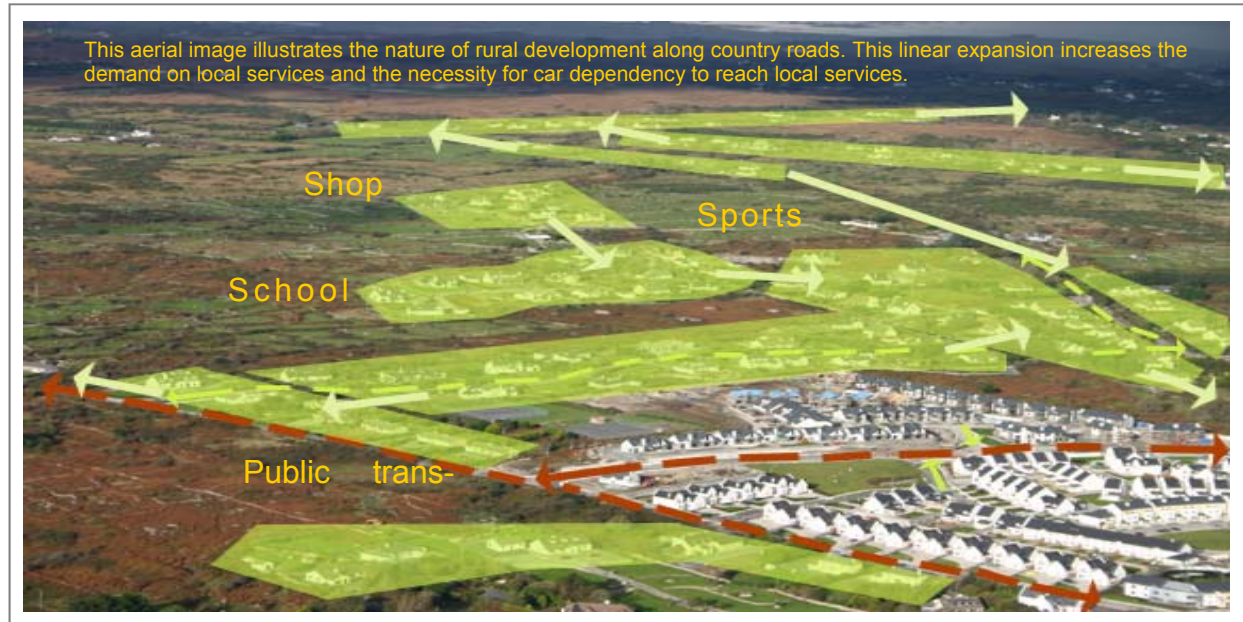 This aerial image illustrates the nature of rural development along country roads. This linear expansion increases the
demand on local services and the necessity for car dependency to reach local services.
Shop
Sports
School
Public trans-